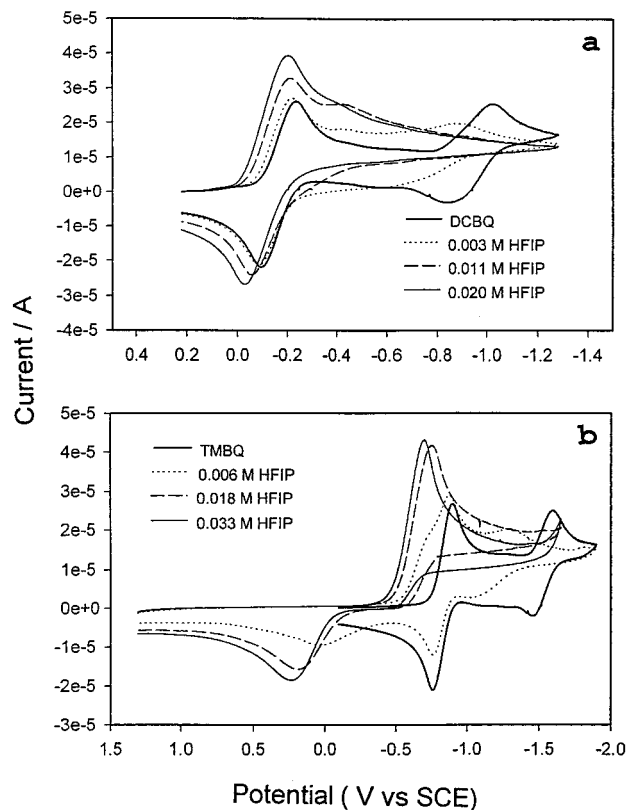 5e-5
a
4e-5
3e-5
2e-5
1e-5
0e+0
-1e-5
-2e-5
-3e-5
-4e-5
DCBQ
0.003 M HFIP
0.011 M HFIP
0.020 M HFIP
0.4 0.2 0.0 -0.2 -0.4 -0.6 -0.8 -1.0 -1.2 -1.4
Current / A
5e-5
b
4e-5
3e-5
2e-5
1e-5
0e+0
-1e-5
-2e-5
-3e-5
TMBQ
0.006 M HFIP
0.018 M HFIP
0.033 M HFIP
1.5 1.0 0.5 0.0 -0.5 -1.0 -1.5 -2.0
Potential ( V vs SCE)